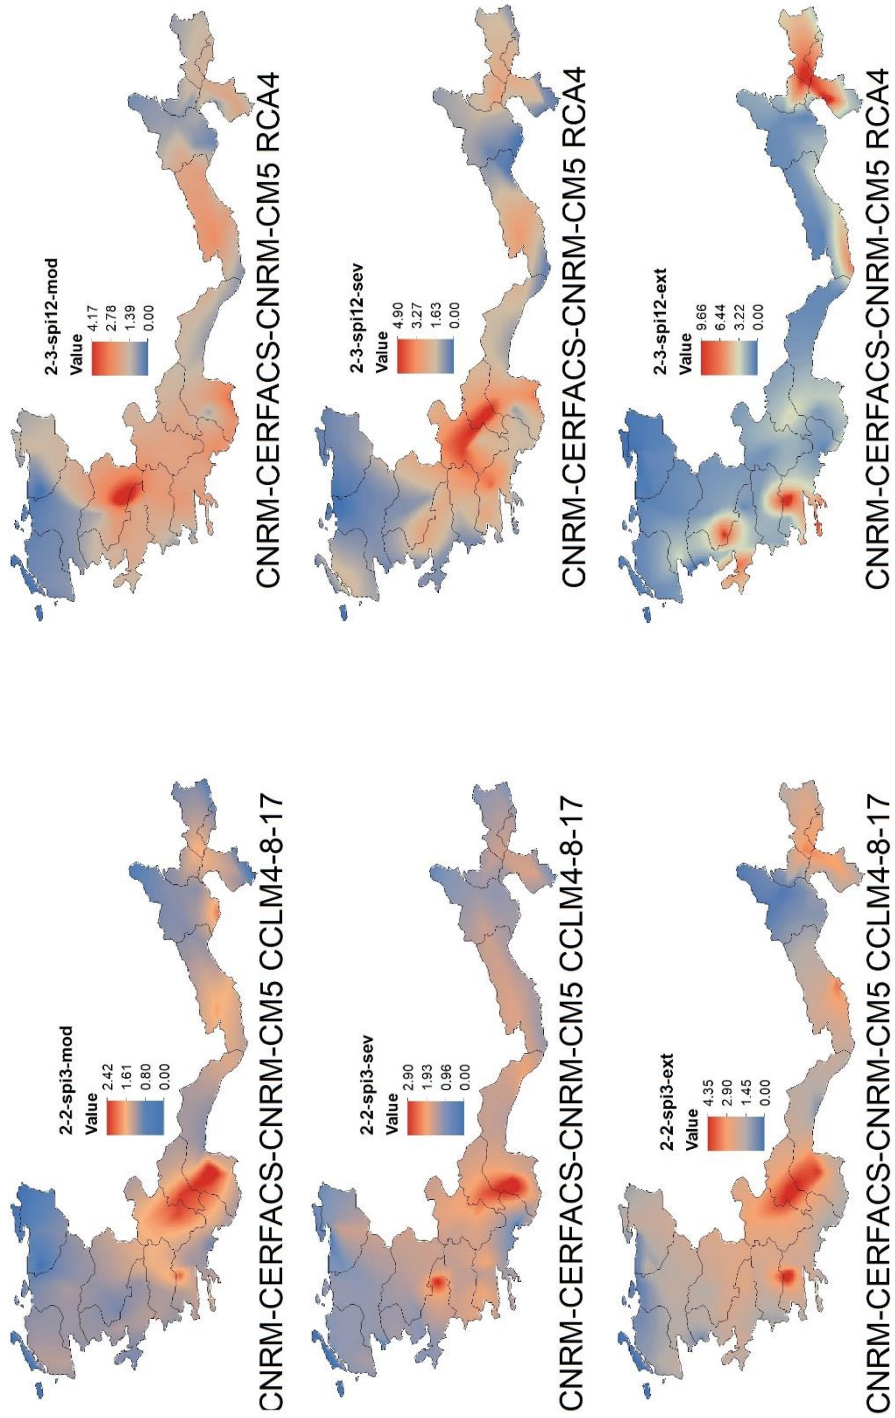 2-2-spi3-mod
Value
2.42
1.61
0.80
0.00
CNRM-CERFACS-CNRM-CM5 CCLM4-8-17
2-3-spi12-mod
Value
4.17
2.78
1.39
0.00
CNRM-CERFACS-CNRM-CM5 RCA4
2-2-spi3-sev
Value
2.90
1.93
0.96
0.00
CNRM-CERFACS-CNRM-CM5 CCLM4-8-17
2-3-spi12-sev
Value
4.90
3.27
1.63
0.00
CNRM-CERFACS-CNRM-CM5 RCA4
2-2-spi3-ext
Value
4.35
2.90
1.45
0.00
CNRM-CERFACS-CNRM-CM5 CCLM4-8-17
2-3-spi12-ext
Value
9.66
6.44
3.22
0.00
CNRM-CERFACS-CNRM-CM5 RCA4